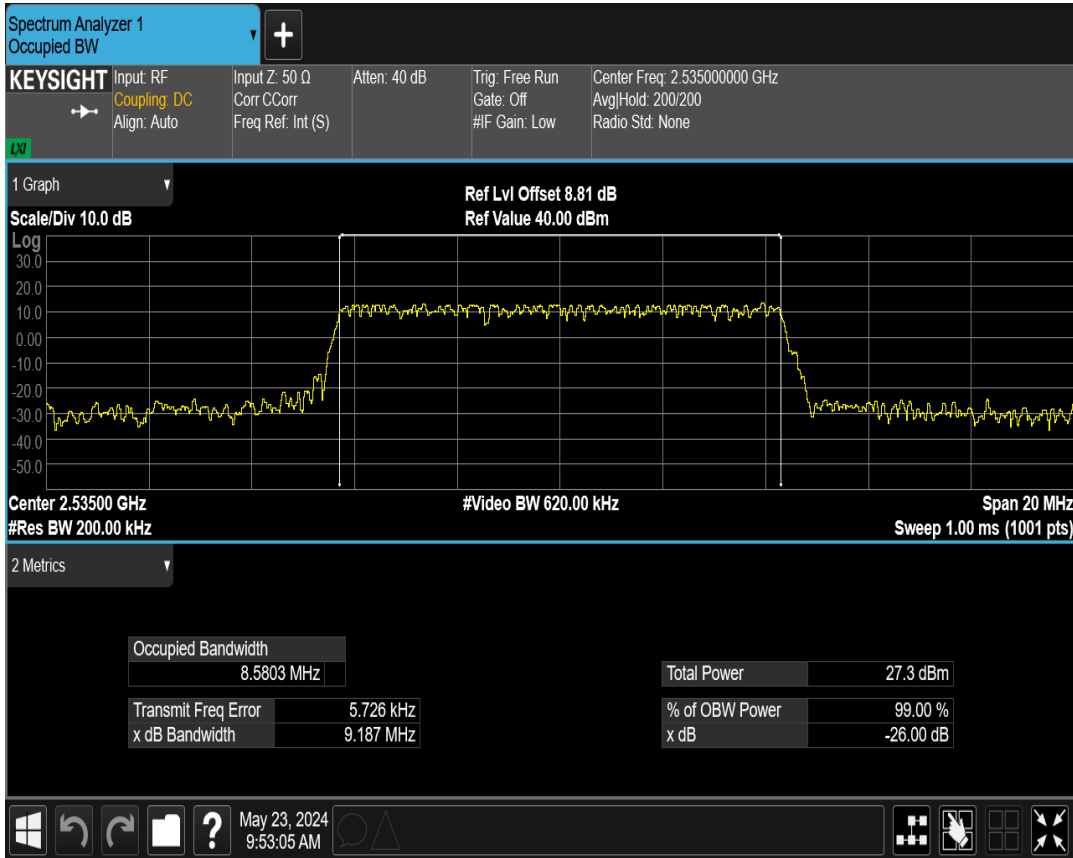 Spectrum Analyzer 1
Occupied BW
KEYSIGHT
LXI
Input: RF
Coupling: DC
Align: Auto
Input Z: 50 Ω
Corr CCorr
Freq Ref: Int (S)
Atten: 40 dB
Trig: Free Run
Gate: Off
#IF Gain: Low
Center Freq: 2.535000000 GHz
Avg|Hold: 200/200
Radio Std: None
1 Graph
Scale/Div 10.0 dB
Ref Lvl Offset 8.81 dB
Ref Value 40.00 dBm
Log
30.0
20.0
10.0
0.00
-10.0
-20.0
-30.0
-40.0
-50.0
Center 2.53500 GHz
#Video BW 620.00 kHz
Span 20 MHz
#Res BW 200.00 kHz
Sweep 1.00 ms (1001 pts)
2 Metrics
Occupied Bandwidth
8.5803 MHz
Total Power 27.3 dBm
Transmit Freq Error 5.726 kHz
% of OBW Power 99.00 %
x dB Bandwidth 9.187 MHz
x dB -26.00 dB
?
May 23, 2024
9:53:05 AM